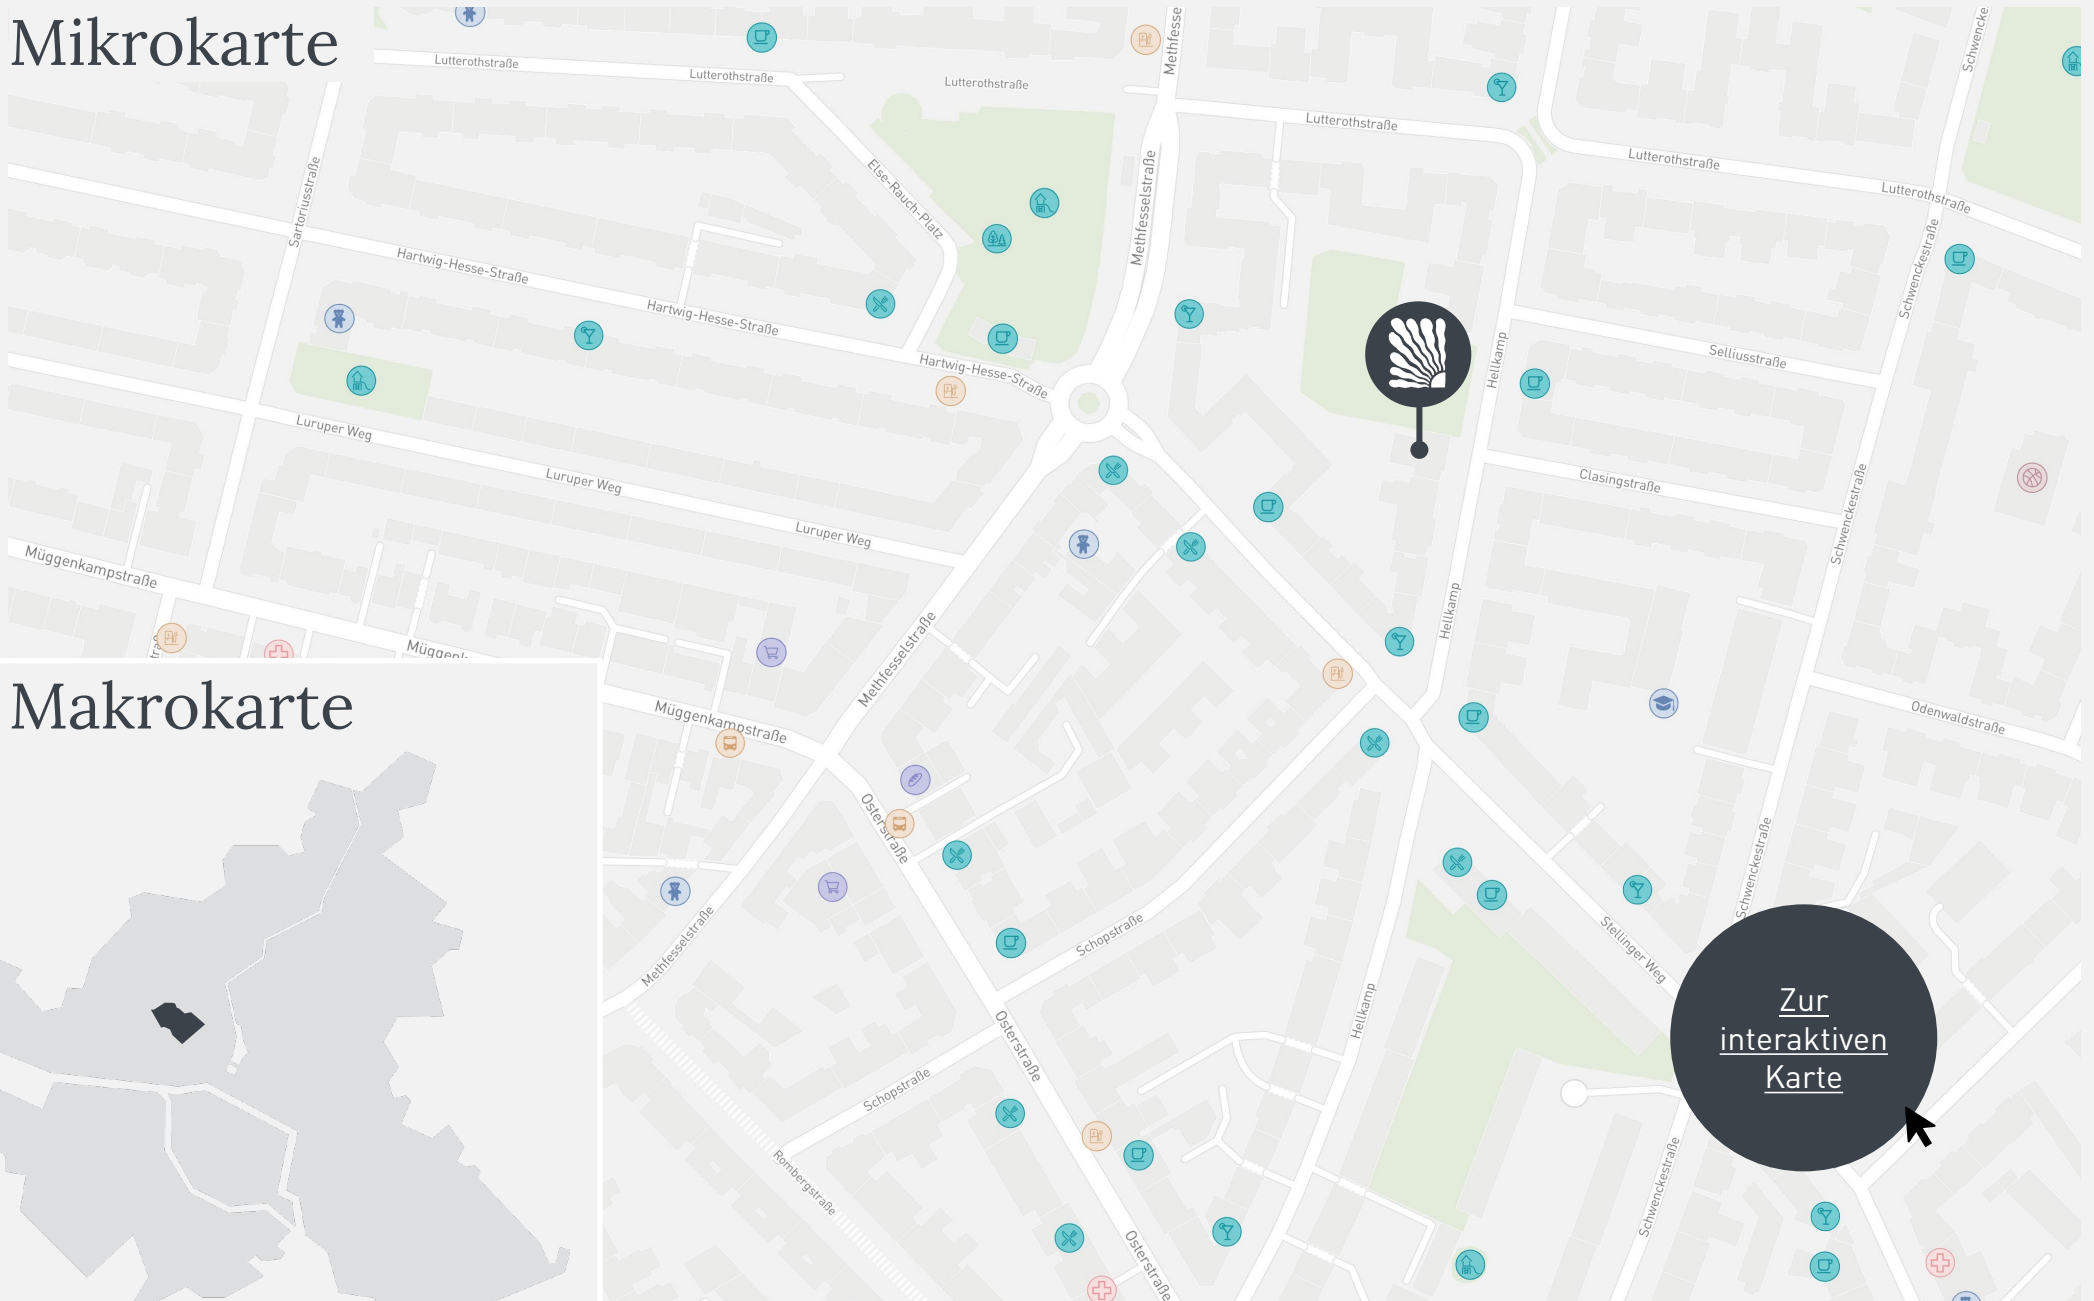 Mikrokarte
Lutterothstraße
Lutterothstraße
Lutterothstraße
Methfesse
Schwencke
Lutterothstraße
Lutterothstraße
Lutterothstraße
Sartoriusstraße
Else-Rauch-Platz
Methfesselstraße
Hartwig-Hesse-Straße
Hartwig-Hesse-Straße
Hartwig-Hesse-Straße
Schwenckestraße
Hellkamp
Selliusstraße
Luruper Weg
Luruper Weg
Luruper Weg
Clasingstraße
Schwenckestraße
Müggenkampstraße
Hellkamp
Methfesselstraße
Müggenkampstraße
Odenwaldstraße
Osterstraße
Schwenckestraße
Methfesselstraße
Schopstraße
Stellinger Weg
Hellkamp
Osterstraße
Schopstraße
Rombergstraße
Schwenckestraße
Osterstraße
Makrokarte
Zur
interaktiven
Karte